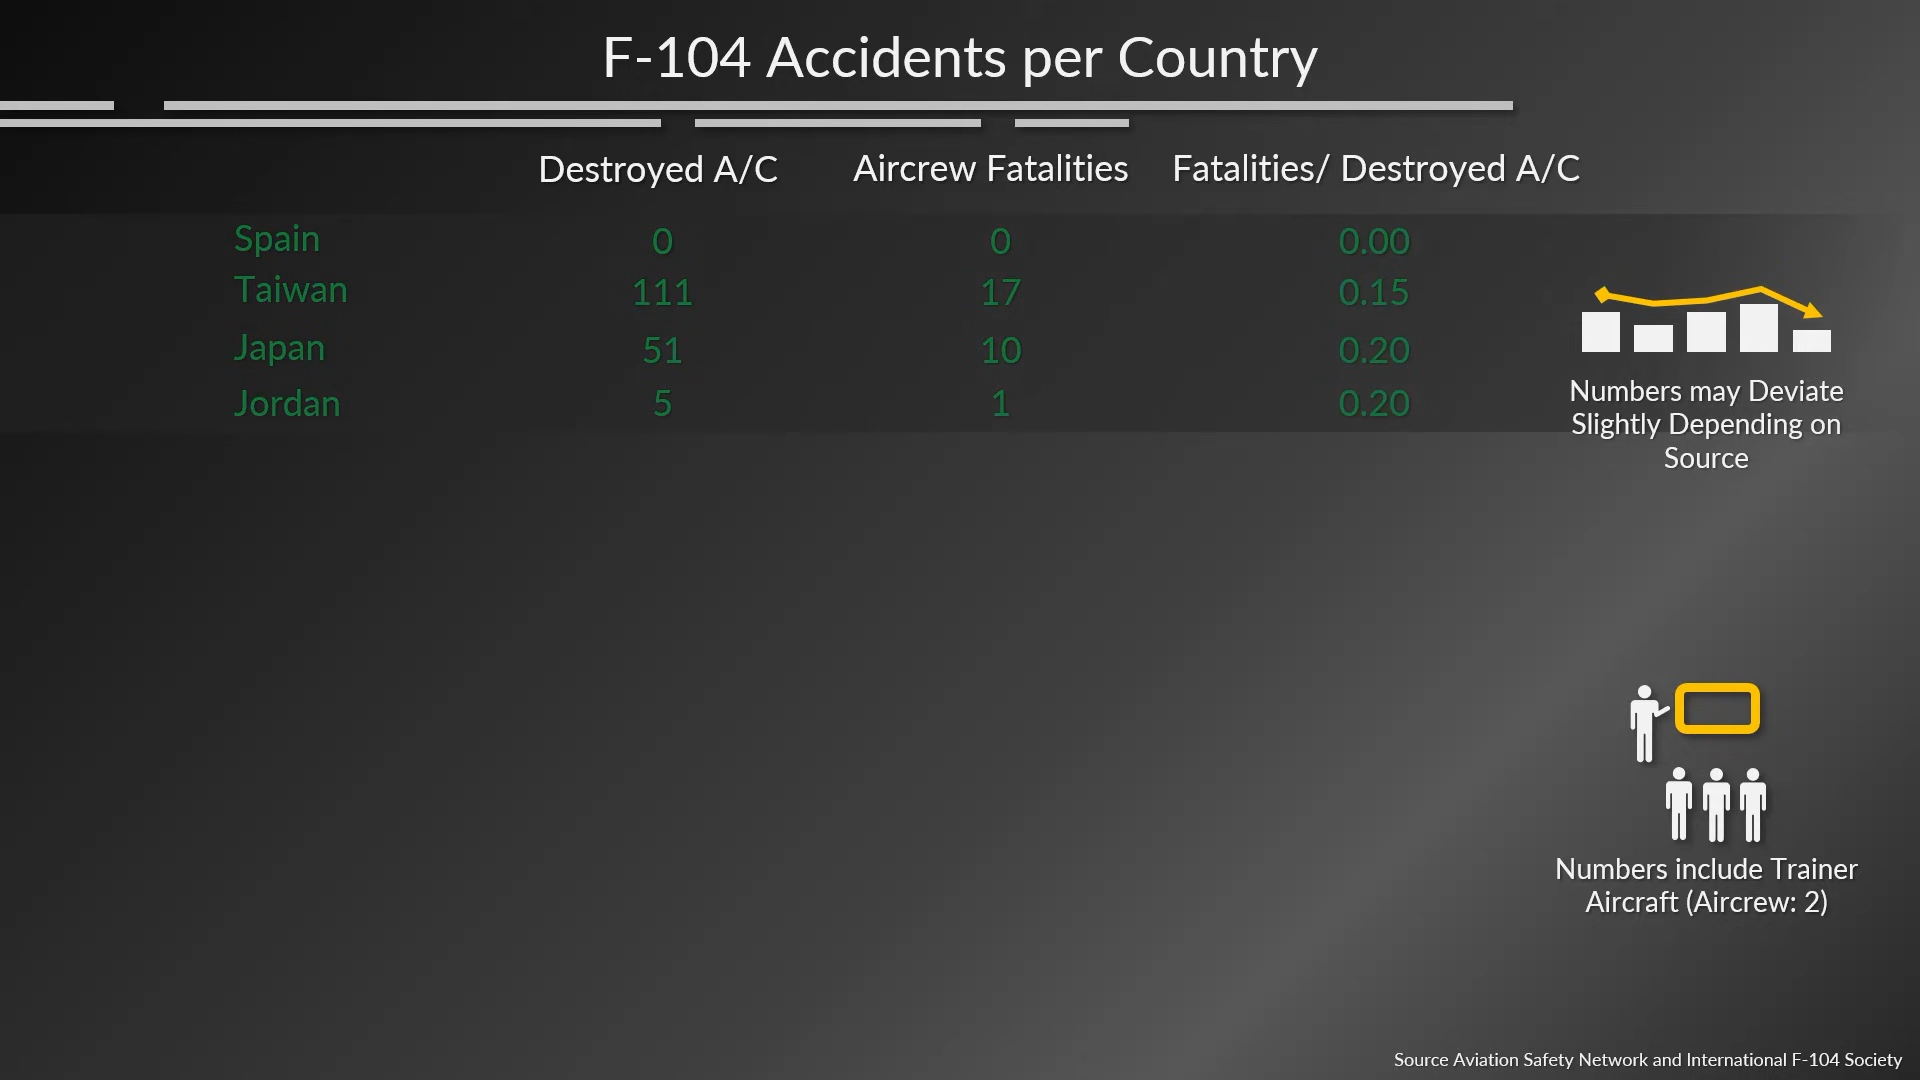 F-104 Accidents per Country
Destroyed A/C Aircrew Fatalities Fatalities/ Destroyed A/C
Spain 0 0 0.00
Taiwan 111 17 0.15
Japan 51 10 0.20
Jordan 5 1 0.20
Numbers may Deviate
Slightly Depending on
Source
Numbers include Trainer
Aircraft (Aircrew: 2)
Source Aviation Safety Network and International F-104 Society